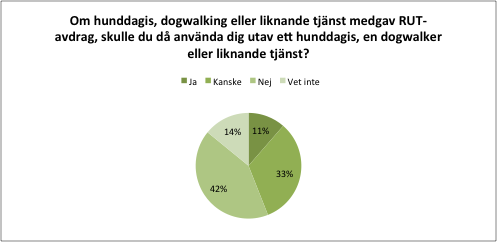 Om hunddagis, dogwalking eller liknande tjänst medgav RUT-
avdrag, skulle du då använda dig utav ett hunddagis, en dogwalker
eller liknande tjänst?
Ja Kanske Nej Vet inte
14% 11%
33%
42%